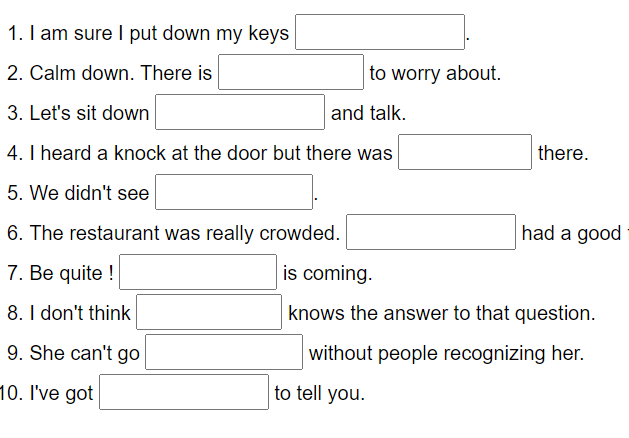 1. I am sure I put down my keys .
2. Calm down. There is to worry about.
3. Let's sit down and talk.
4. I heard a knock at the door but there was there.
5. We didn't see .
6. The restaurant was really crowded. had a good
7. Be quite ! is coming.
8. I don't think knows the answer to that question.
9. She can't go without people recognizing her.
10. I've got to tell you.